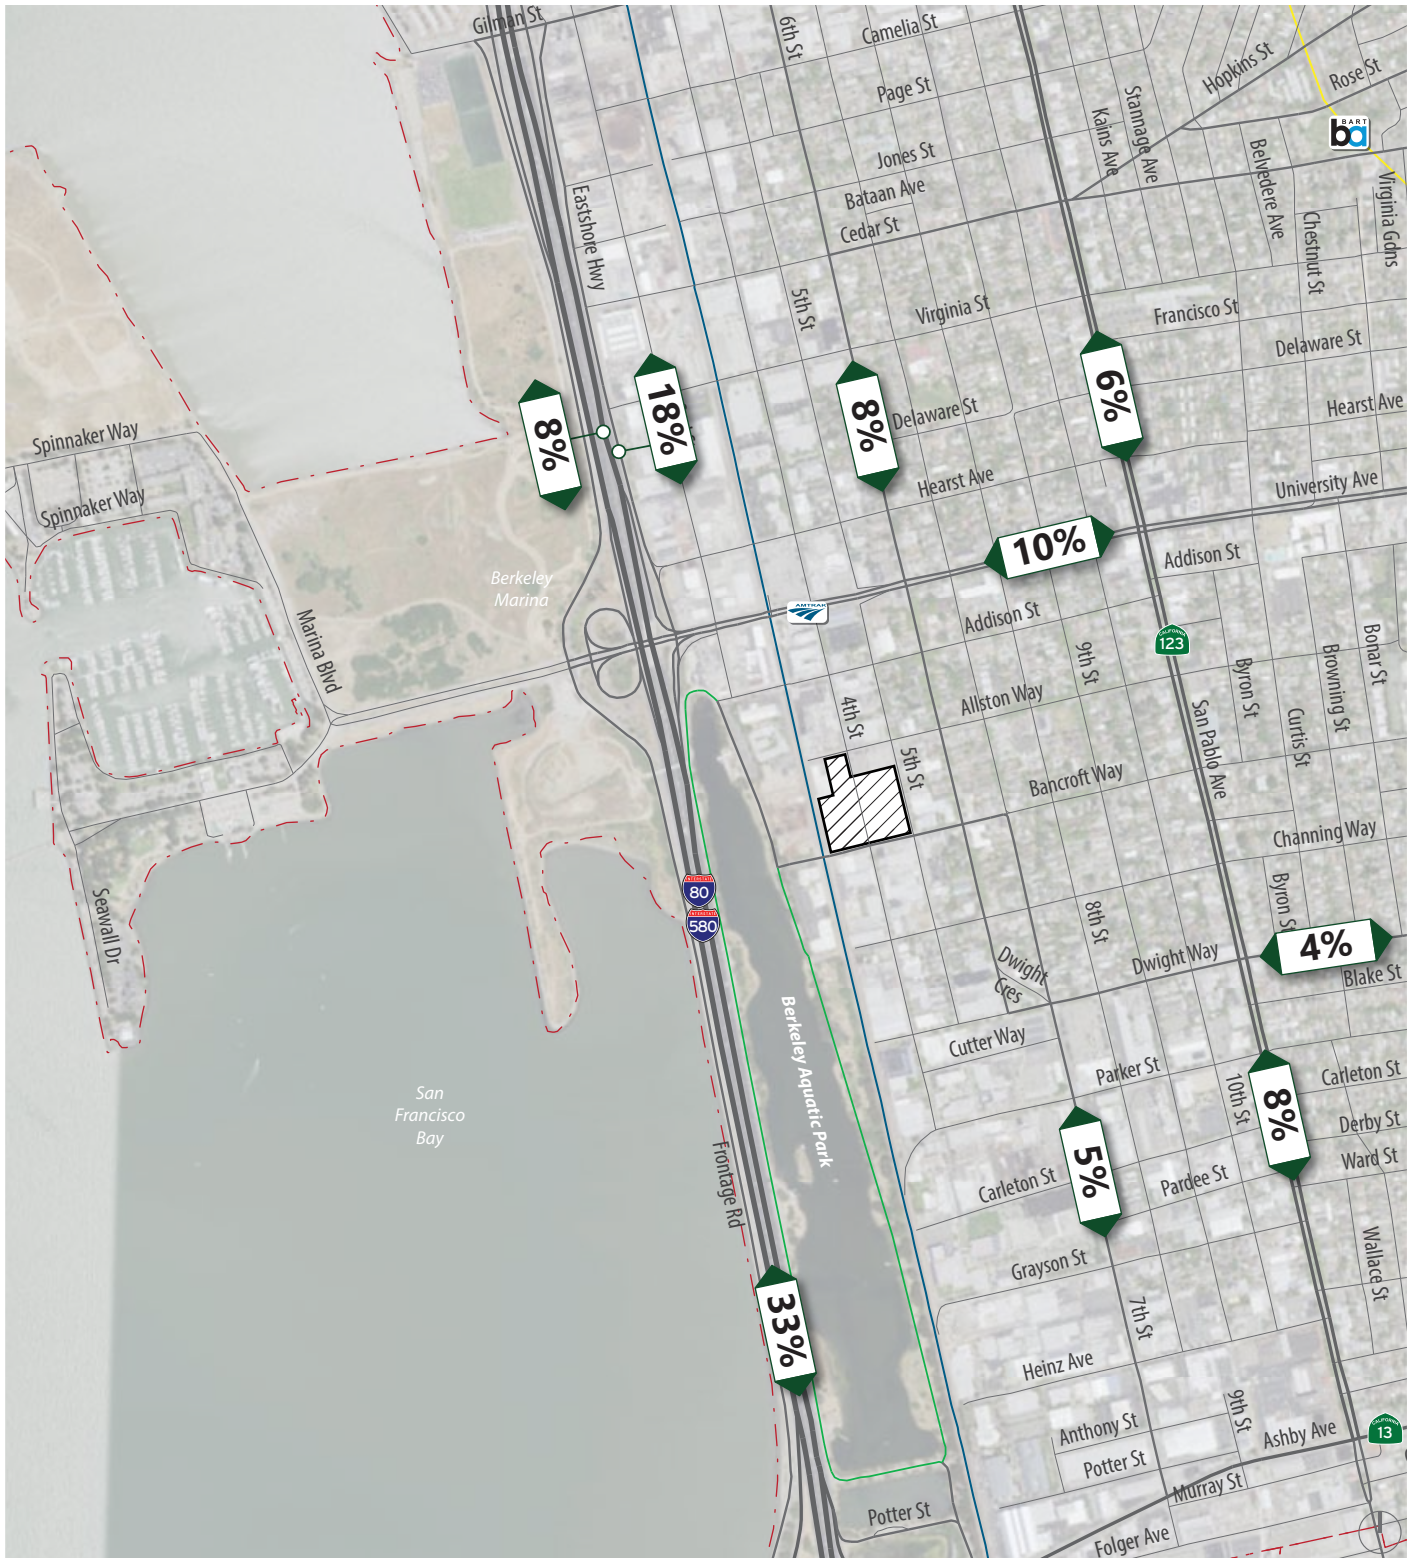 Gilman St
6th St
Camelia St
Hopkins St
Rose St
Page St
Kains Ave
Stannage Ave
BART
ba
Jones St
Belvedere Ave
Virginia Gdns
Bataan Ave
Cedar St
Chestnut St
Eastshore Hwy
5th St
Virginia St
Francisco St
Delaware St
8%
18%
8%
6%
Delaware St
Hearst Ave
Spinnaker Way
Spinnaker Way
Hearst Ave
University Ave
10%
Addison St
Berkeley
Marina
AMTRAK
Addison St
CALIFORNIA
123
Marina Blvd
9th St
Byron St
Browning St
Bonar St
4th St
Allston Way
San Pablo Ave
Curtis St
5th St
Bancroft Way
Channing Way
INTERSTATE
80
INTERSTATE
580
Seawall Dr
8th St
Byron St
4%
Dwight Way
Dwight
Cres
Blake St
Berkeley Aquatic Park
Cutter Way
Parker St
10th St
Carleton St
San
Francisco
Bay
8%
Derby St
Ward St
5%
Frontage Rd
Carleton St
Pardee St
Grayson St
Wallace St
33%
7th St
Heinz Ave
9th St
Anthony St
Ashby Ave
CALIFORNIA
13
Potter St
Murray St
Potter St
Folger Ave